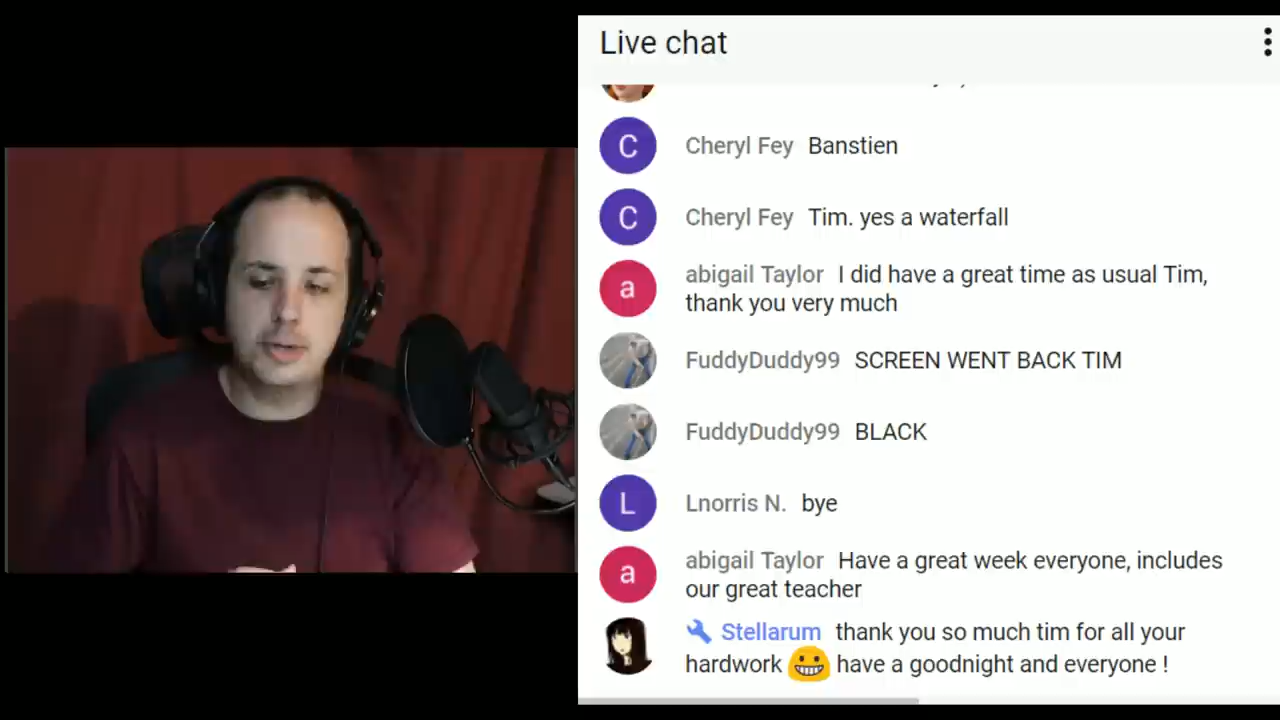 Live chat
C Cheryl Fey Banstien
C Cheryl Fey Tim. yes a waterfall
a abigail Taylor I did have a great time as usual Tim,
thank you very much
FuddyDuddy99 SCREEN WENT BACK TIM
FuddyDuddy99 BLACK
L Lnorris N. bye
a abigail Taylor Have a great week everyone, includes
our great teacher
Stellarum thank you so much tim for all your
hardwork 😀 have a goodnight and everyone !